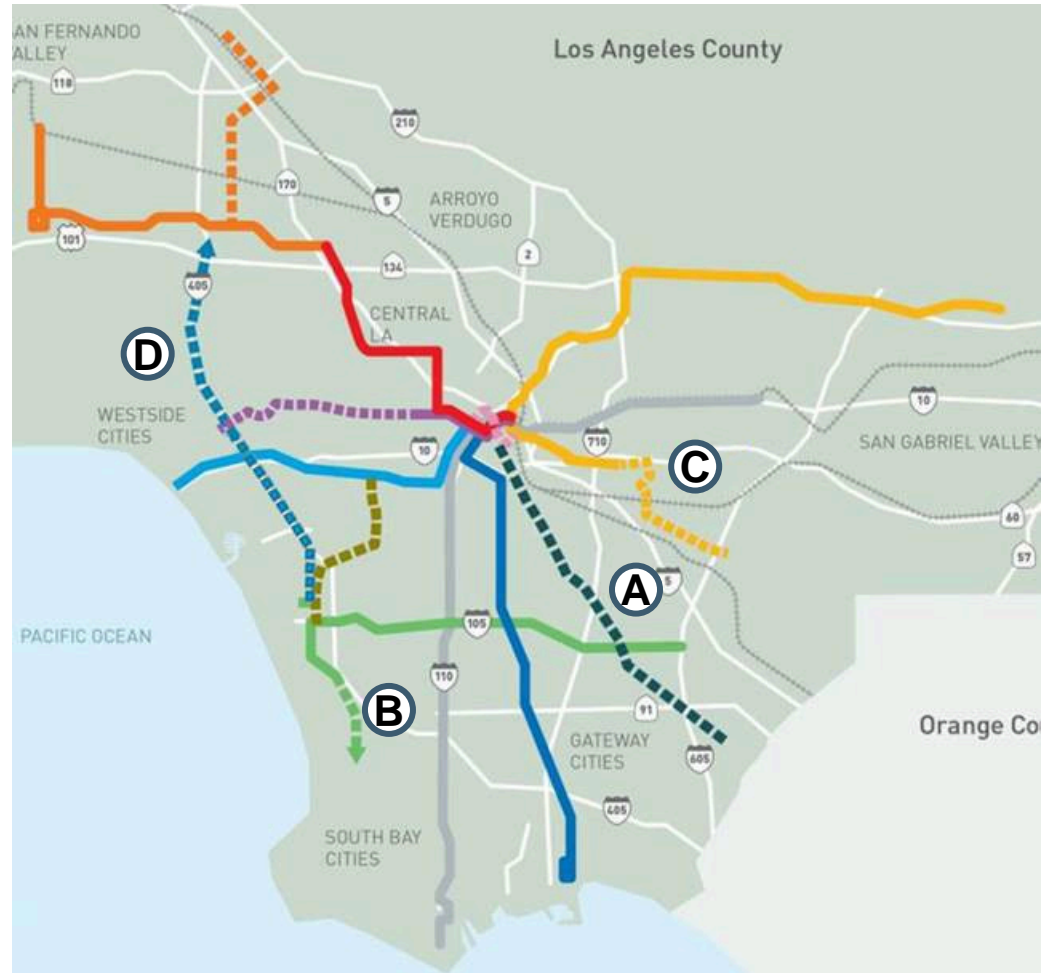 AN FERNANDO
ALLEY
Los Angeles County
118
210
170
5
ARROYO
VERDUGO
101
2
134
405
CENTRAL
LA
D
WESTSIDE
CITIES
10
710
10
SAN GABRIEL VALLEY
C
60
57
A
5
PACIFIC OCEAN
105
110
B
91
Orange Co
GATEWAY
CITIES
605
405
SOUTH BAY
CITIES